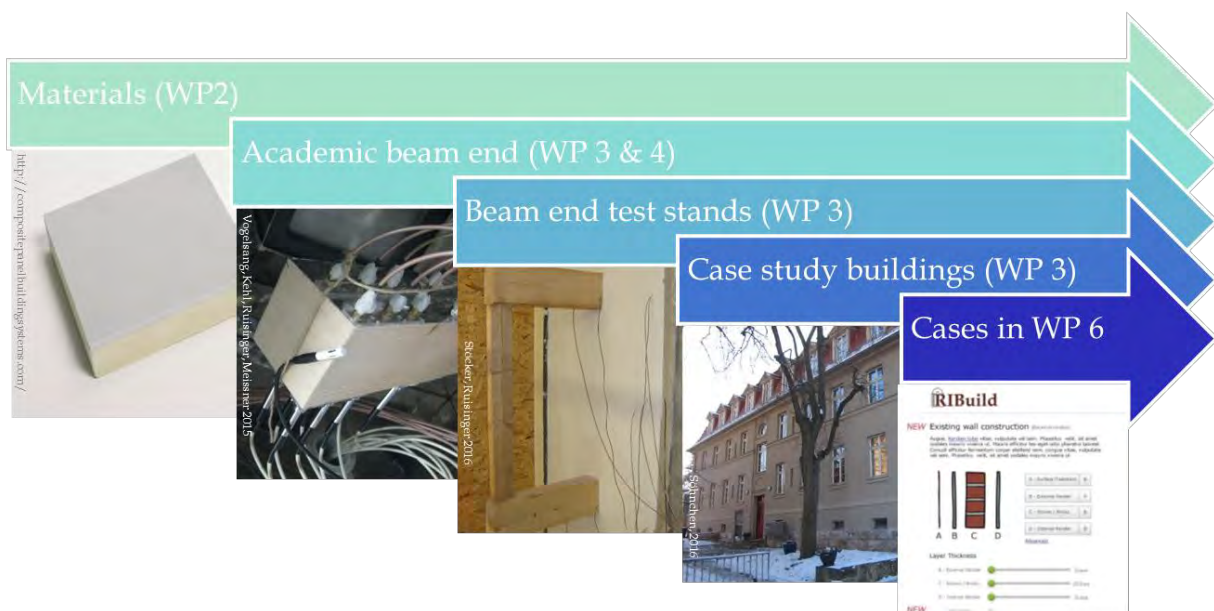 Materials (WP2)
Academic beam end (WP 3 & 4)
Beam end test stands (WP 3)
Case study buildings (WP 3)
Cases in WP 6
http://compositepanelbuildingsystems.com/
Vogelsang, Kehl, Ruisinger, Meissner 2015
Stöcker, Ruisinger 2016
Söhnchen, 2016
RIBuild
NEW Existing wall construction
A B C D
Layer Thickness
NEW